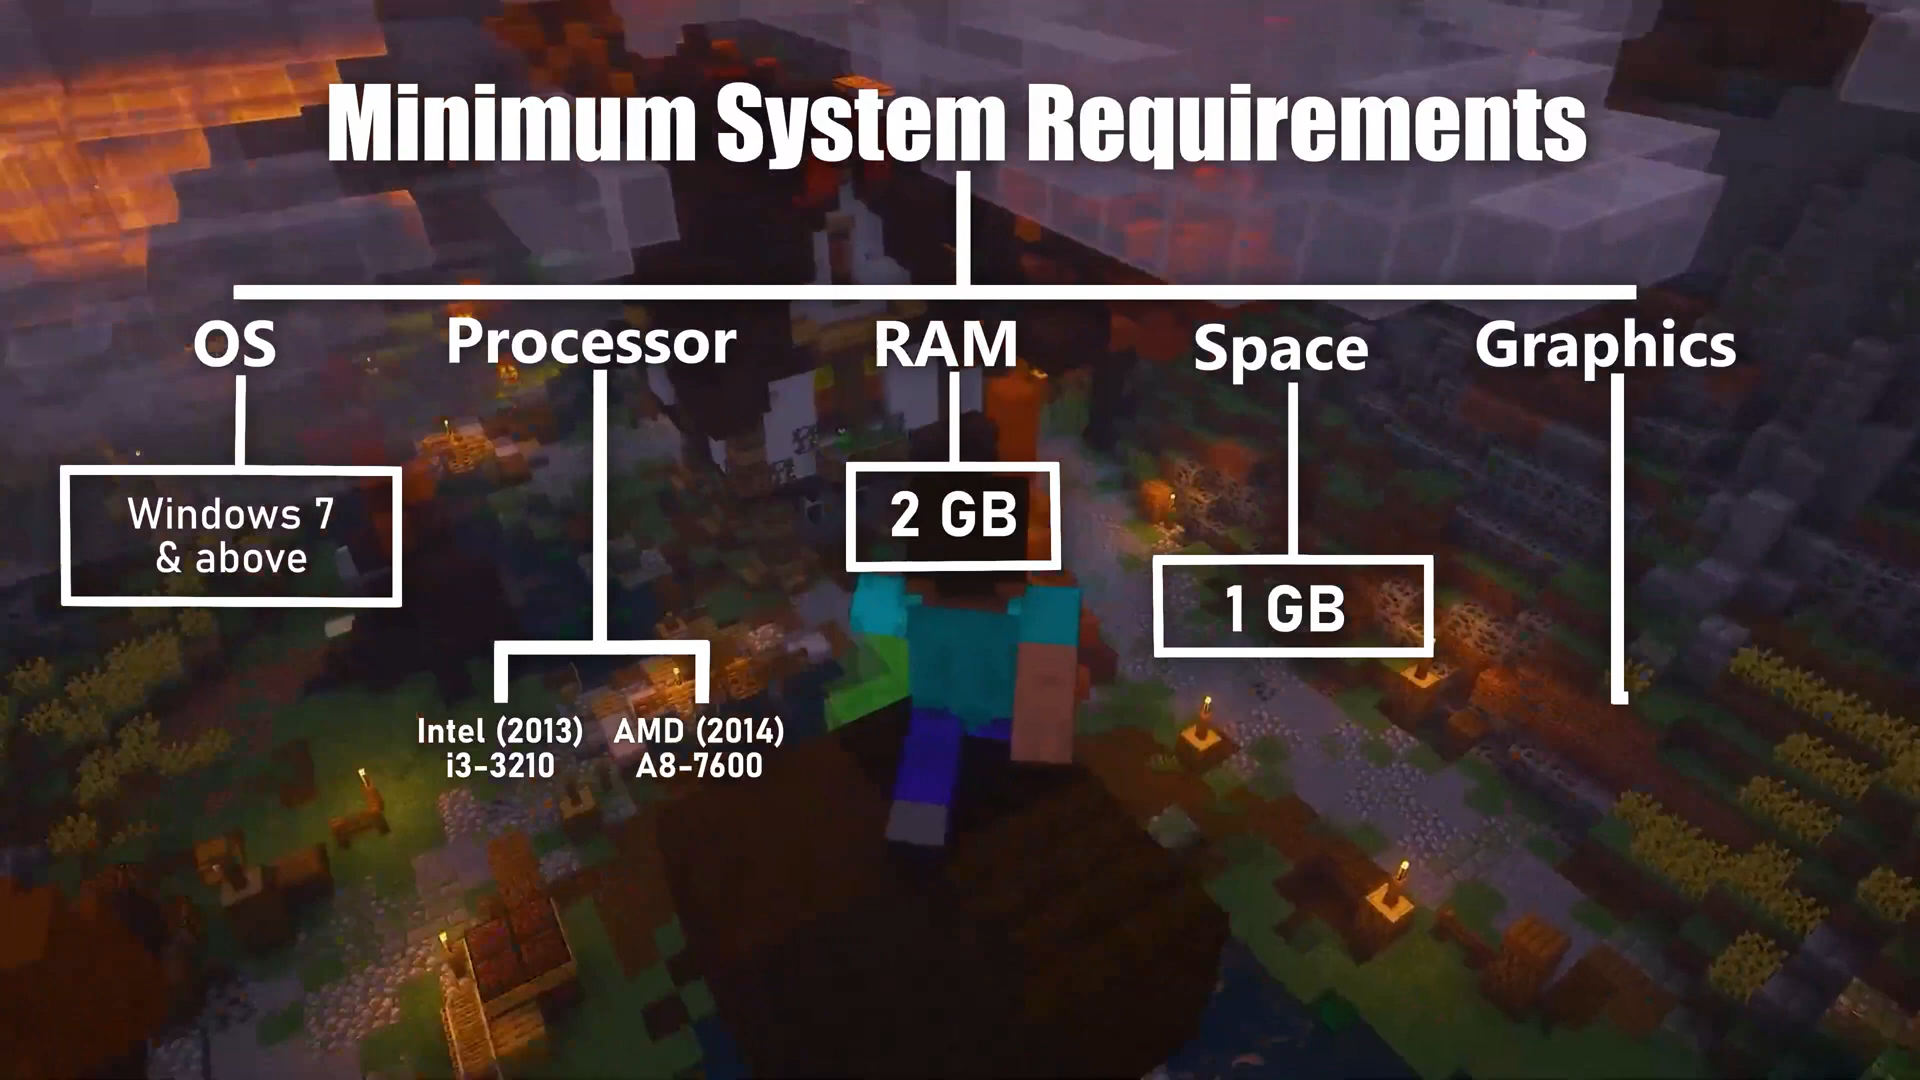 Minimum System Requirements
OS
Processor
RAM
Space
Graphics
Windows 7
& above
2 GB
1 GB
Intel (2013)
i3-3210
AMD (2014)
A8-7600